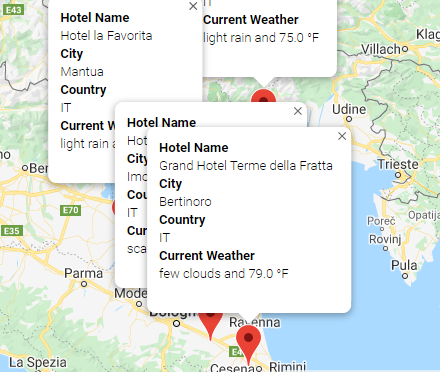 E43
Hotel Name
Hotel la Favorita
City
Mantua
Country
IT
Current W
light rain a
IT
Current Weather
light rain and 75.0 °F
Villacho
Udine
Trieste
Poreč
Opatija
Rovinj
Pula
Hotel Name
Hot
City
Imo
Cou
IT
Curr
sca
Hotel Name
Grand Hotel Terme della Fratta
City
Bertinoro
Country
IT
Current Weather
few clouds and 79.0 °F
E70
E35
Parma
Mode
Bologn
Ravenna
La Spezia
Cesena
E4
Rimini